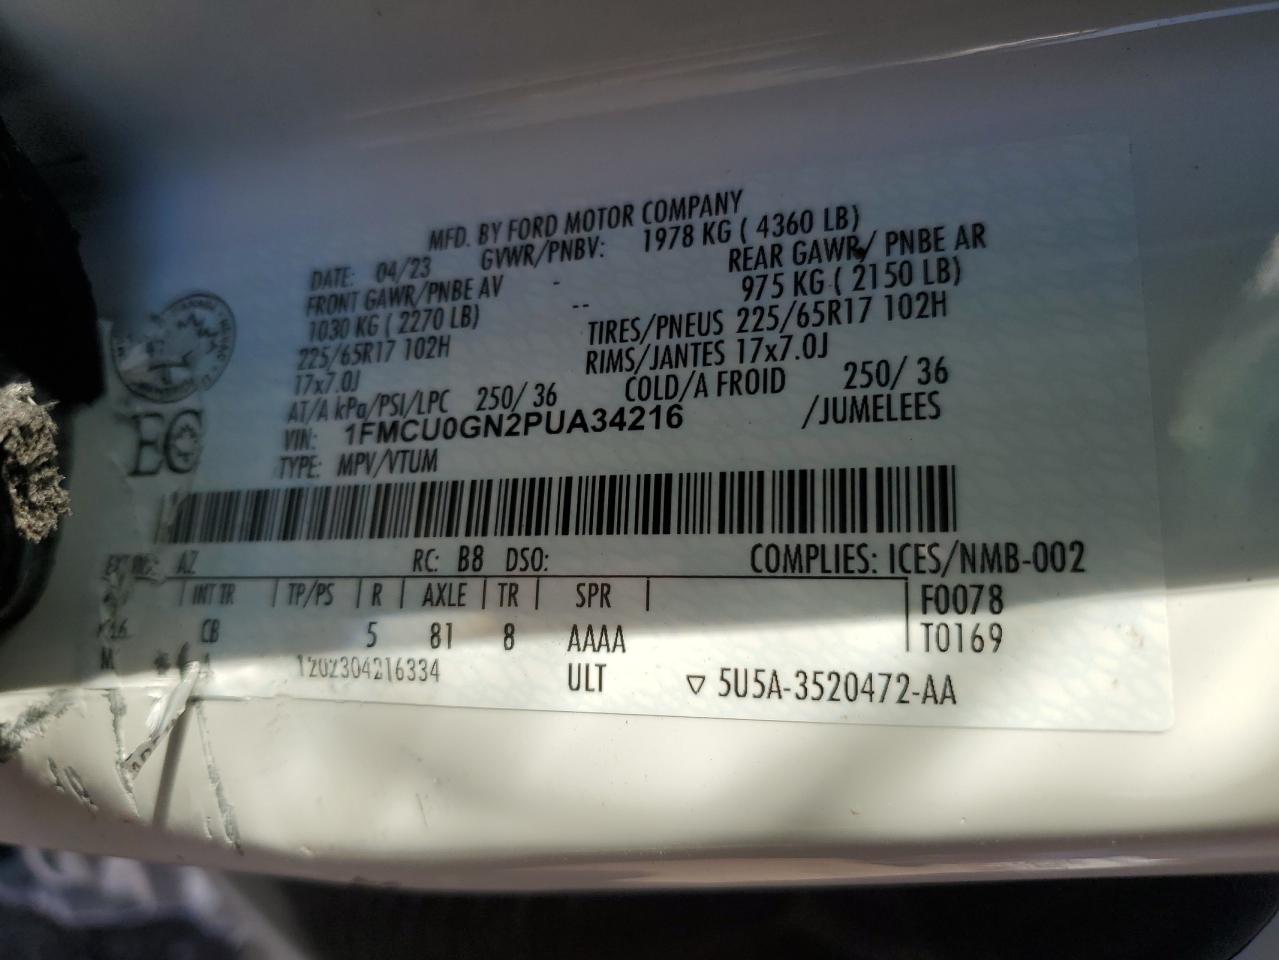 MFD. BY FORD MOTOR COMPANY
DATE: 04/23 GVWR/PNBV: 1978 KG ( 4360 LB)
FRONT GAWR/PNBE AV - REAR GAWR/ PNBE AR
1030 KG ( 2270 LB) -- 975 KG ( 2150 LB)
225/65R17 102H TIRES/PNEUS 225/65R17 102H
17x7.0J RIMS/JANTES 17x7.0J
AT/A kPa/PSI/LPC 250/ 36 COLD/A FROID 250/ 36
VIN: 1FMCU0GN2PUA34216 /JUMELEES
TYPE: MPV/VTUM
EC
AZ RC: B8 DSO: COMPLIES: ICES/NMB-002
INT TR TP/PS R AXLE TR SPR F0078
CB 5 81 8 AAAA T0169
1202304216334 ULT 5U5A-3520472-AA